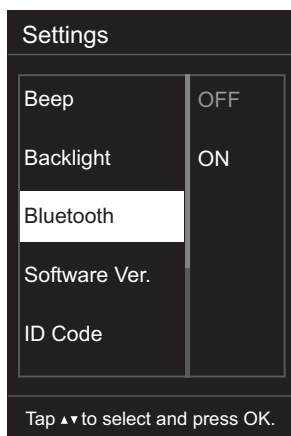 Settings
Beep OFF
Backlight ON
Bluetooth
Software Ver.
ID Code
Tap ▲▼ to select and press OK.